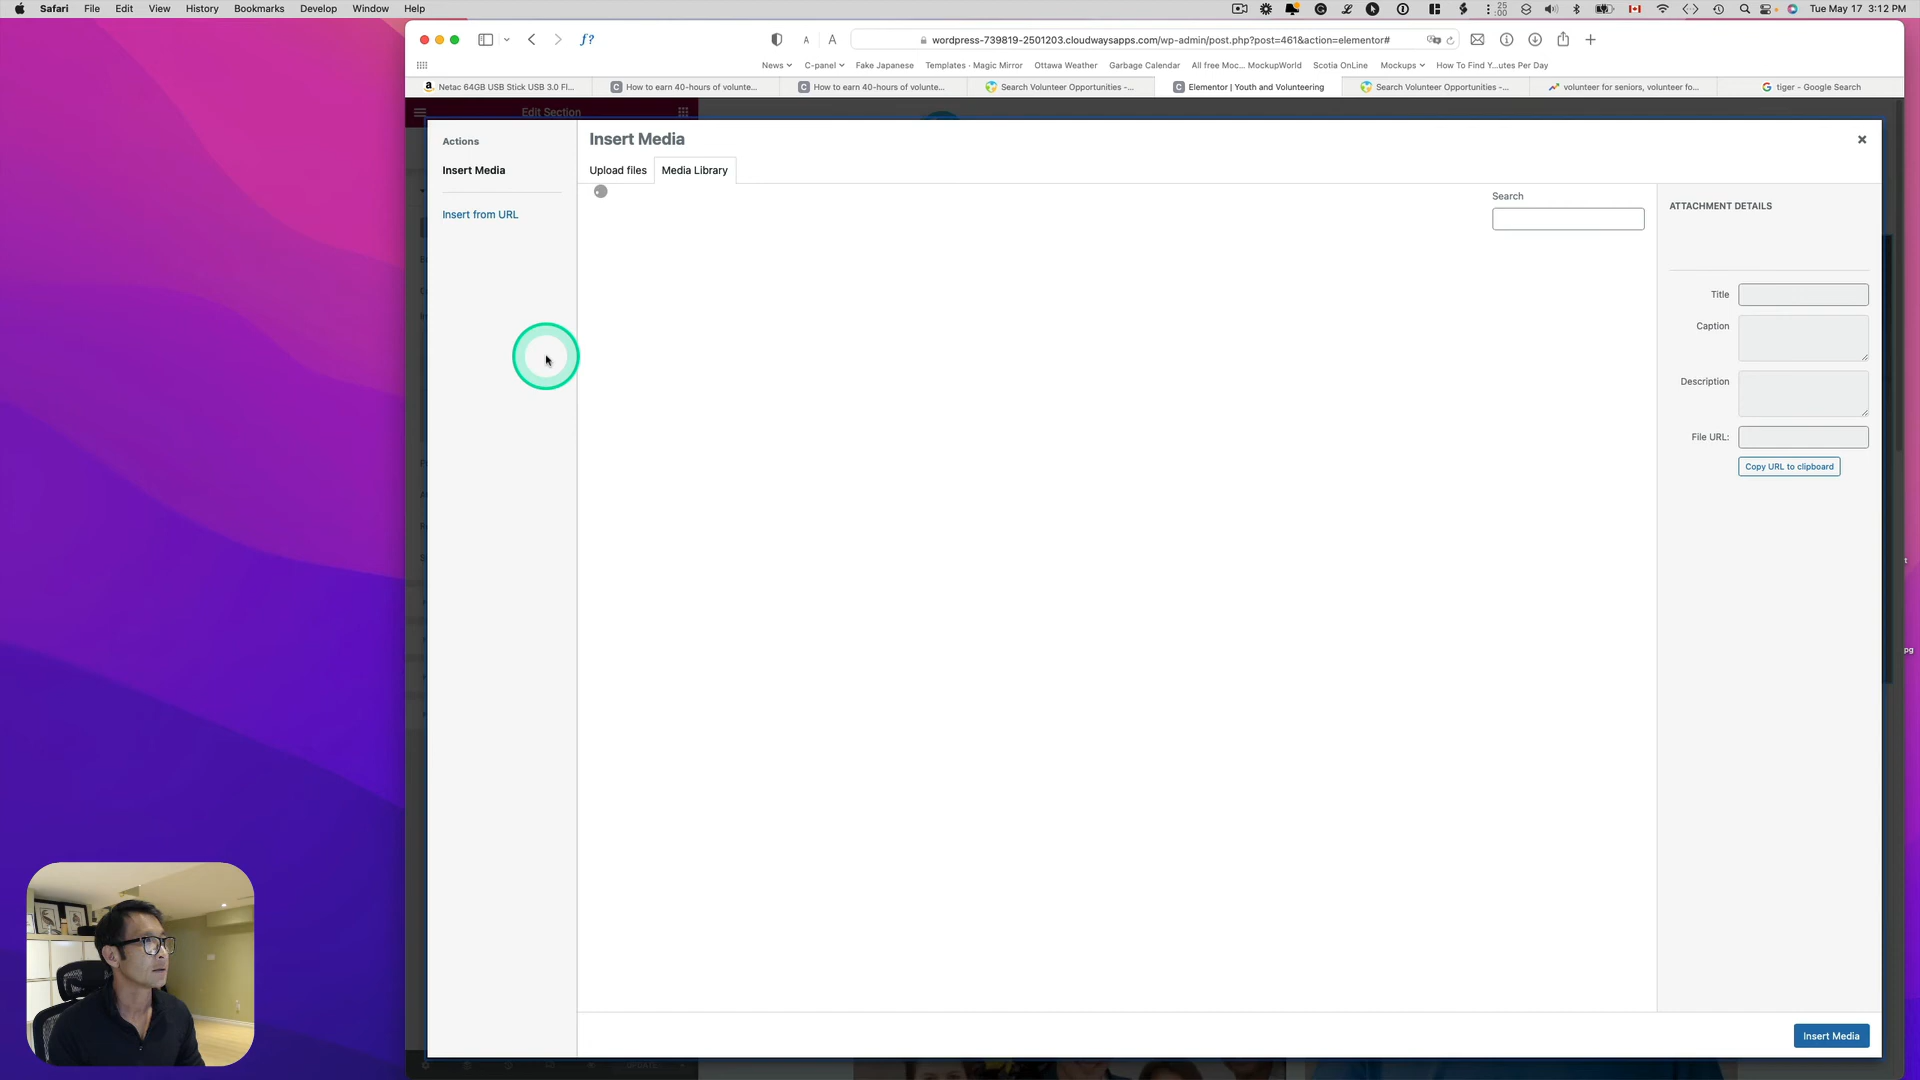 Safari File Edit View History Bookmarks Develop Window Help
25
:00
Tue May 17 3:12 PM
wordpress-739819-2501203.cloudwaysapps.com/wp-admin/post.php?post=461&action=elementor#
News C-panel Fake Japanese Templates - Magic Mirror Ottawa Weather Garbage Calendar All free Moc... MockupWorld Scotia OnLine Mockups How To Find Y...utes Per Day
Netac 64GB USB Stick USB 3.0 Fl... How to earn 40-hours of volunte... How to earn 40-hours of volunte... Search Volunteer Opportunities -... Elementor | Youth and Volunteering Search Volunteer Opportunities -... volunteer for seniors, volunteer fo... tiger - Google Search
Edit Section
Actions
Insert Media
Insert from URL
Insert Media
Upload files Media Library
Search
ATTACHMENT DETAILS
Title
Caption
Description
File URL:
Copy URL to clipboard
Insert Media
UPDATE
pg